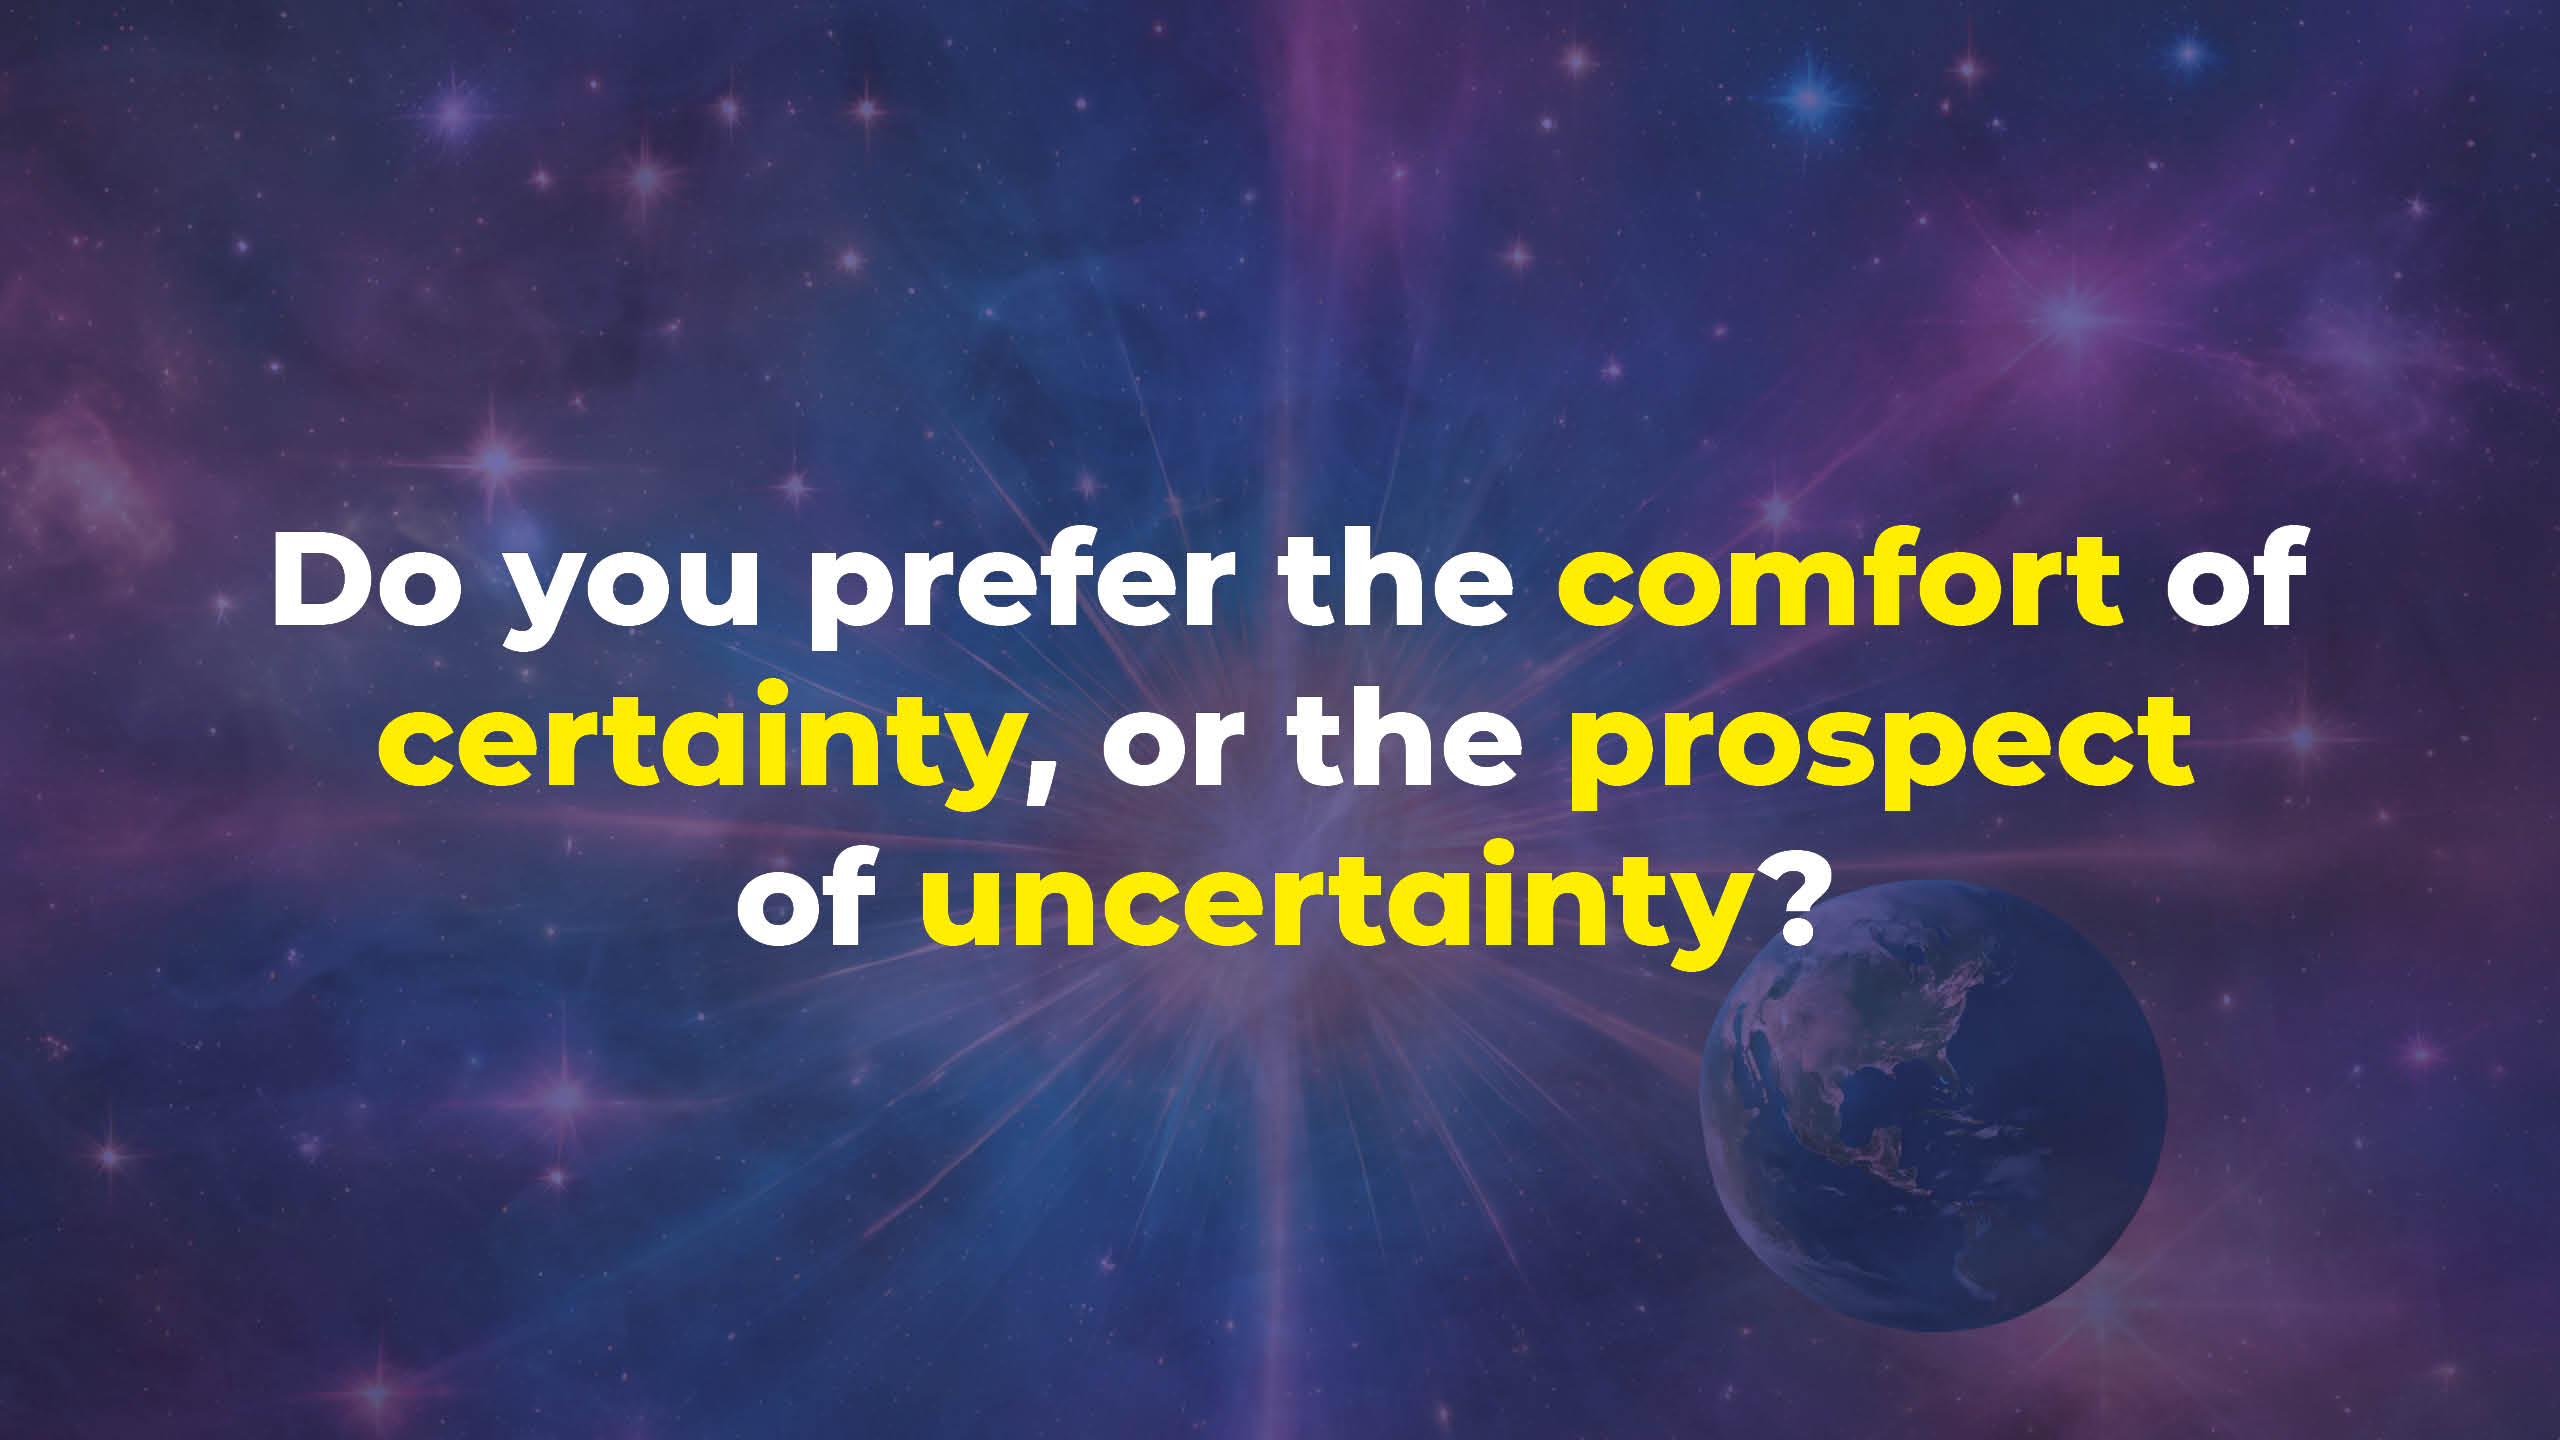 Do you prefer the comfort of
certainty, or the prospect
of uncertainty?